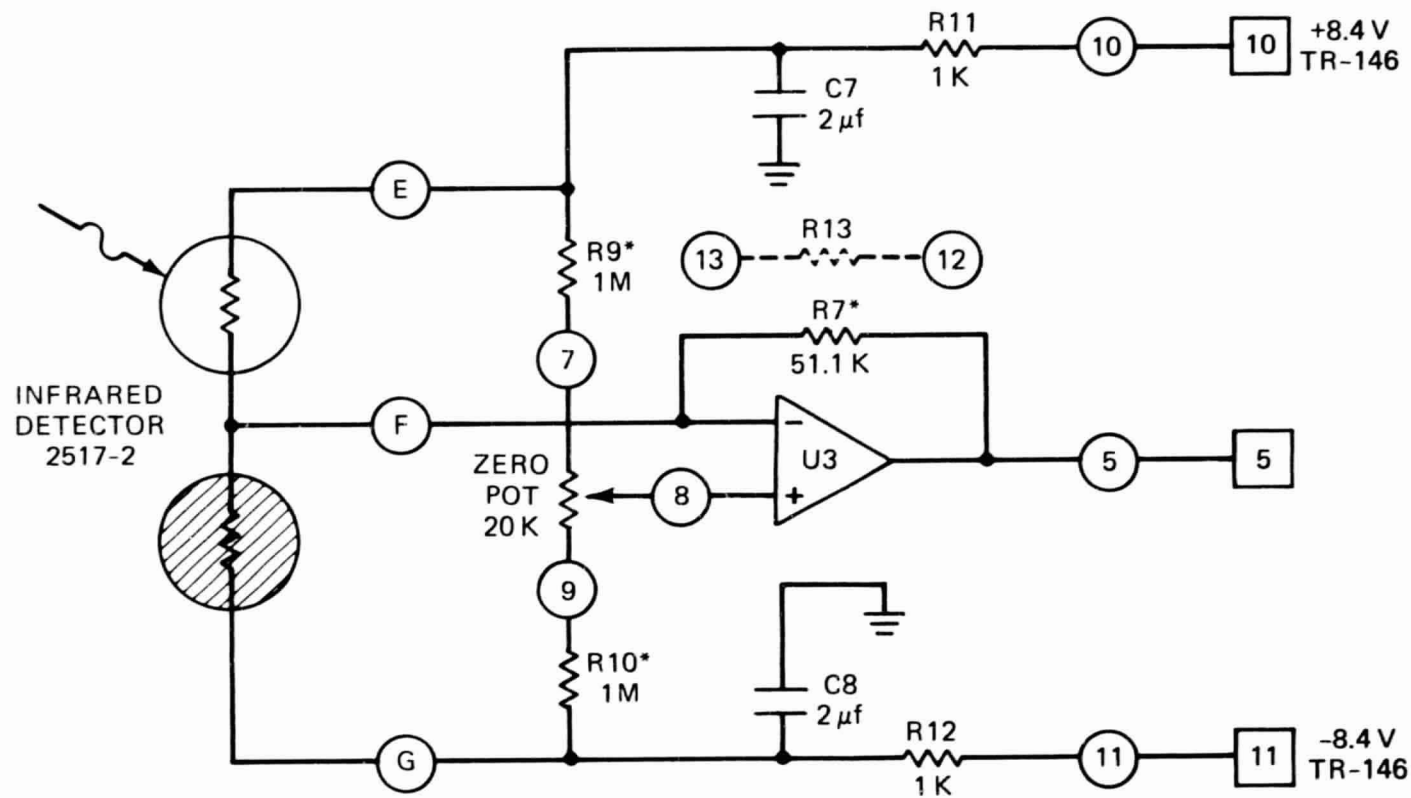 R11
1 K
10
10
+8.4 V
TR-146
C7
2 µf
E
R9*
1M
13
R13
12
7
R7*
51.1 K
INFRARED
DETECTOR
2517-2
F
–
U3
+
5
5
ZERO
POT
20 K
8
9
R10*
1M
C8
2 µf
G
R12
1 K
11
11
–8.4 V
TR-146